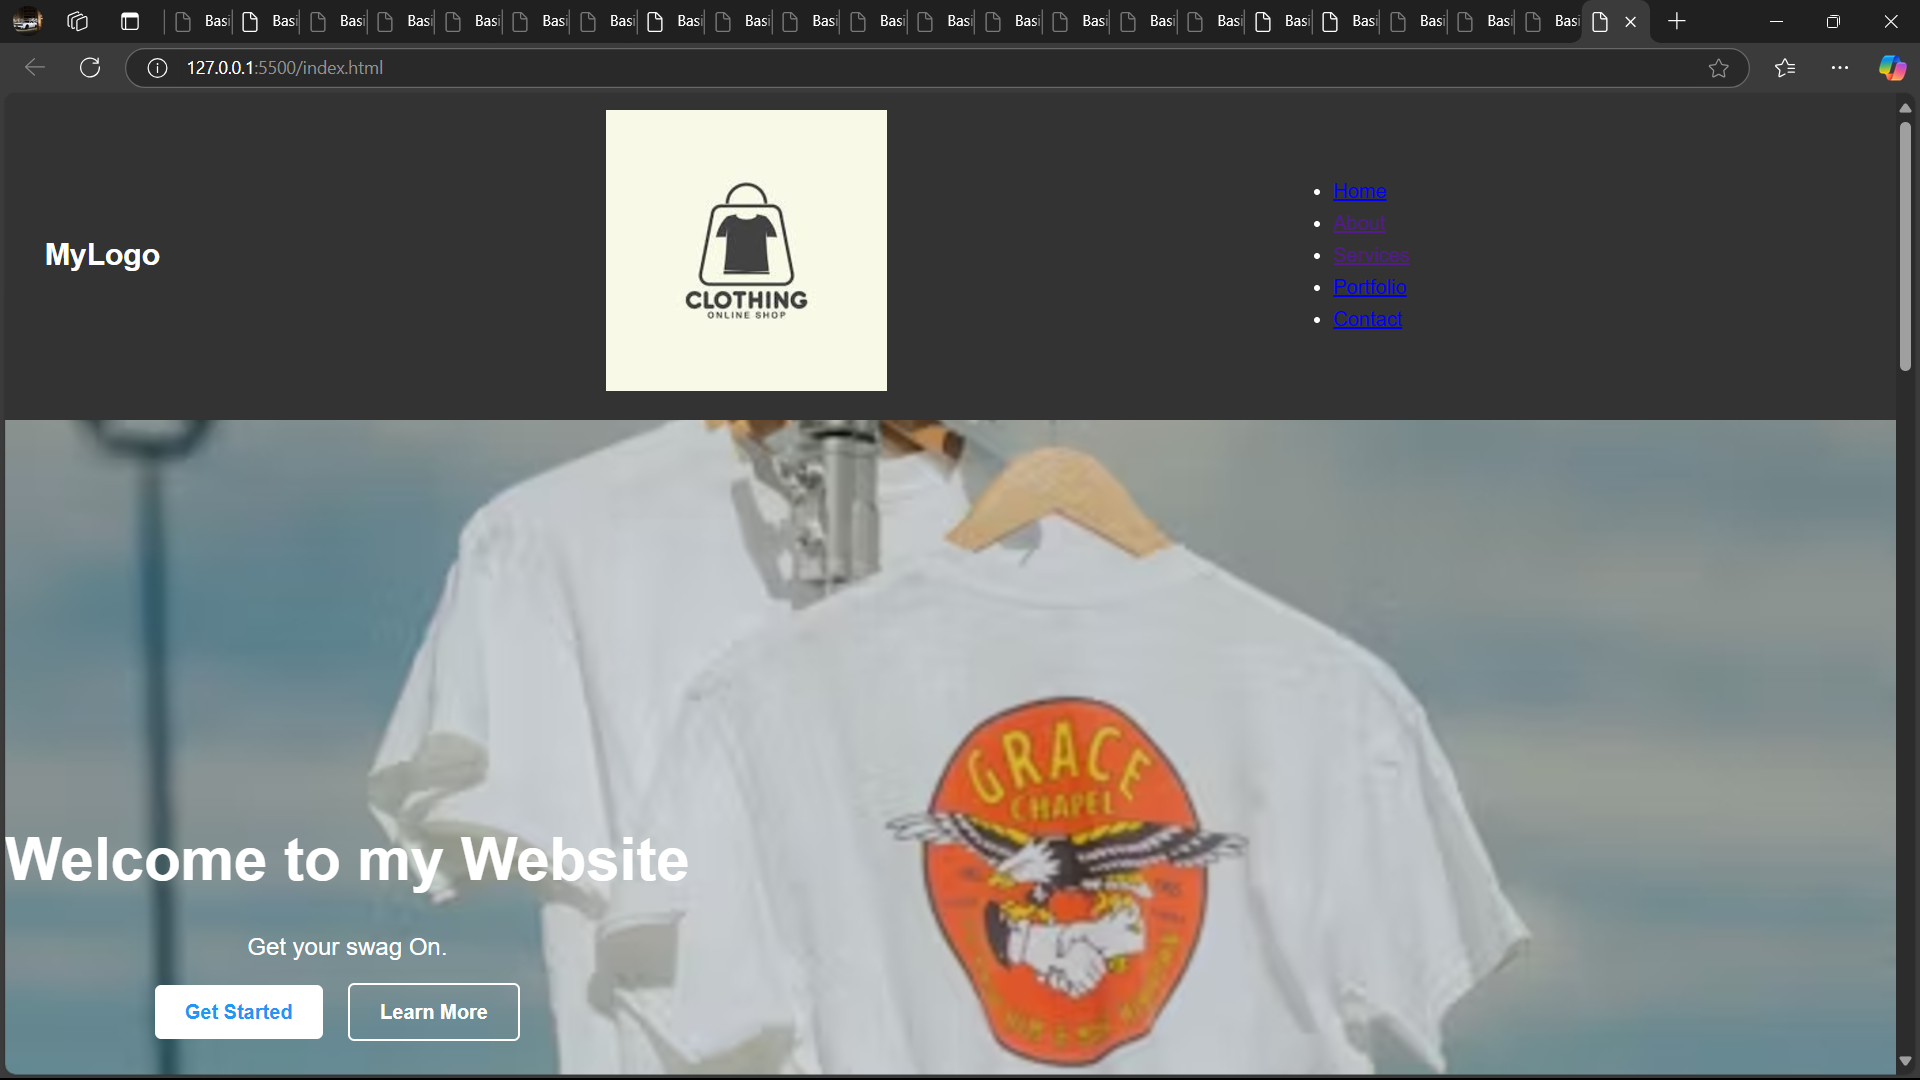 Basi Basi Basi Basi Basi Basi Basi Basi Basi Basi Basi Basi Basi Basi Basi Basi Basi Basi Basi Basi Basi
127.0.0.1:5500/index.html
MyLogo
CLOTHING
ONLINE SHOP
Home
About
Services
Portfolio
Contact
GRACE
CHAPEL
Welcome to my Website
Get your swag On.
Get Started
Learn More